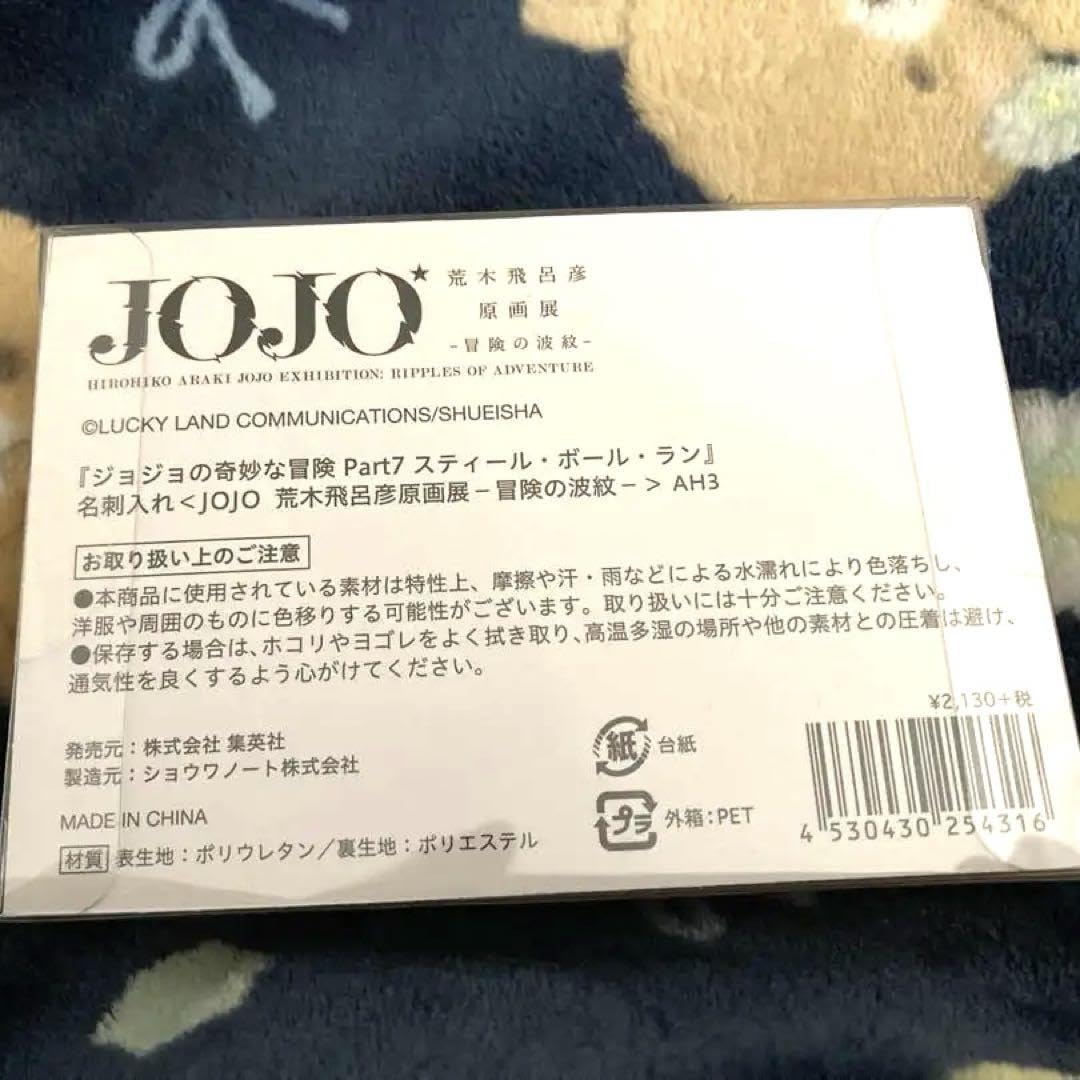 JOJO★
荒木飛呂彦
原画展
-冒険の波紋-
HIROHIKO ARAKI JOJO EXHIBITION: RIPPLES OF ADVENTURE
©LUCKY LAND COMMUNICATIONS/SHUEISHA
『ジョジョの奇妙な冒険 Part7 スティール・ボール・ラン』
名刺入れ＜JOJO 荒木飛呂彦原画展－冒険の波紋－＞ AH3
お取り扱い上のご注意
●本商品に使用されている素材は特性上、摩擦や汗・雨などによる水濡れにより色落ちし、
洋服や周囲のものに色移りする可能性がございます。取り扱いには十分ご注意ください。
●保存する場合は、ホコリやヨゴレをよく拭き取り、高温多湿の場所や他の素材との圧着は避け、
通気性を良くするよう心がけてください。
¥2,130＋税
発売元：株式会社 集英社
製造元：ショウワノート株式会社
紙 台紙
MADE IN CHINA
プラ 外箱：PET
4 530430 254316
材質 表生地：ポリウレタン／裏生地：ポリエステル